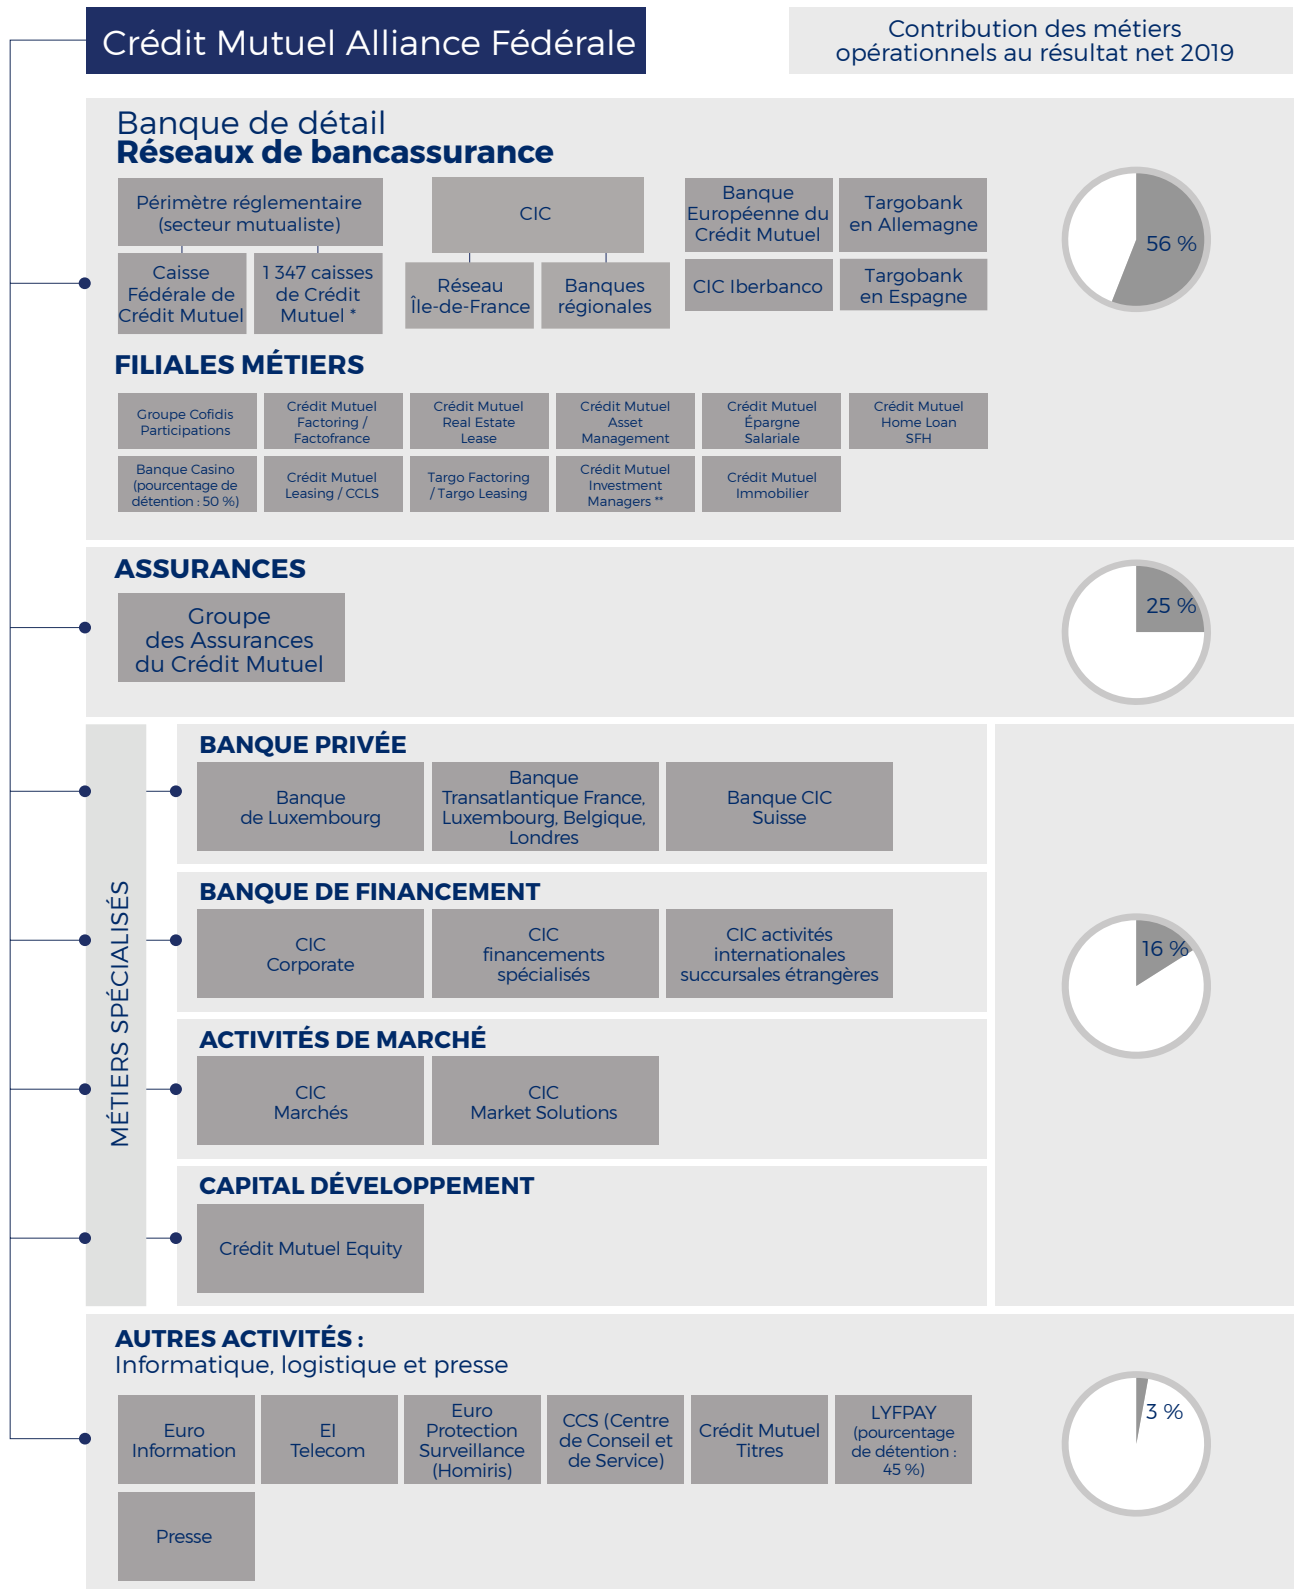 Crédit Mutuel Alliance Fédérale
Contribution des métiers
opérationnels au résultat net 2019
Banque de détail
Réseaux de bancassurance
Périmètre réglementaire
(secteur mutualiste)
Caisse
Fédérale de
Crédit Mutuel
1 347 caisses
de Crédit
Mutuel *
CIC
Réseau
Île-de-France
Banques
régionales
Banque
Européenne du
Crédit Mutuel
Targobank
en Allemagne
CIC Iberbanco
Targobank
en Espagne
56 %
FILIALES MÉTIERS
Groupe Cofidis
Participations
Crédit Mutuel
Factoring /
Factofrance
Crédit Mutuel
Real Estate
Lease
Crédit Mutuel
Asset
Management
Crédit Mutuel
Épargne
Salariale
Crédit Mutuel
Home Loan
SFH
Banque Casino
(pourcentage de
détention : 50 %)
Crédit Mutuel
Leasing / CCLS
Targo Factoring
/ Targo Leasing
Crédit Mutuel
Investment
Managers **
Crédit Mutuel
Immobilier
ASSURANCES
Groupe
des Assurances
du Crédit Mutuel
25 %
MÉTIERS SPÉCIALISÉS
BANQUE PRIVÉE
Banque
de Luxembourg
Banque
Transatlantique France,
Luxembourg, Belgique,
Londres
Banque CIC
Suisse
BANQUE DE FINANCEMENT
CIC
Corporate
CIC
financements
spécialisés
CIC activités
internationales
succursales étrangères
16 %
ACTIVITÉS DE MARCHÉ
CIC
Marchés
CIC
Market Solutions
CAPITAL DÉVELOPPEMENT
Crédit Mutuel Equity
AUTRES ACTIVITÉS :
Informatique, logistique et presse
Euro
Information
EI
Telecom
Euro
Protection
Surveillance
(Homiris)
CCS (Centre
de Conseil et
de Service)
Crédit Mutuel
Titres
LYFPAY
(pourcentage
de détention :
45 %)
Presse
3 %